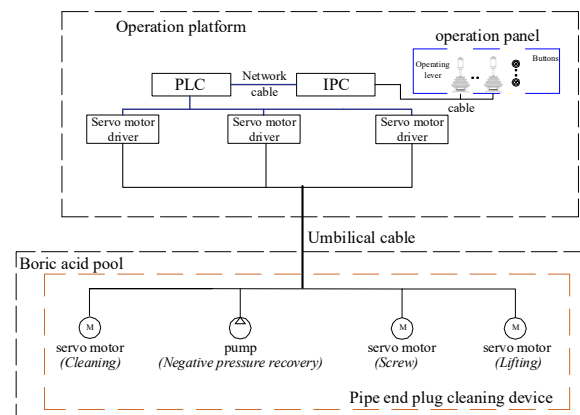 Operation platform
operation panel
Operating
lever
Buttons
PLC
Network
cable
IPC
cable
Servo motor
driver
Servo motor
driver
Servo motor
driver
Umbilical cable
Boric acid pool
M
M
M
servo motor
(Cleaning)
pump
(Negative pressure recovery)
servo motor
(Screw)
servo motor
(Lifting)
Pipe end plug cleaning device